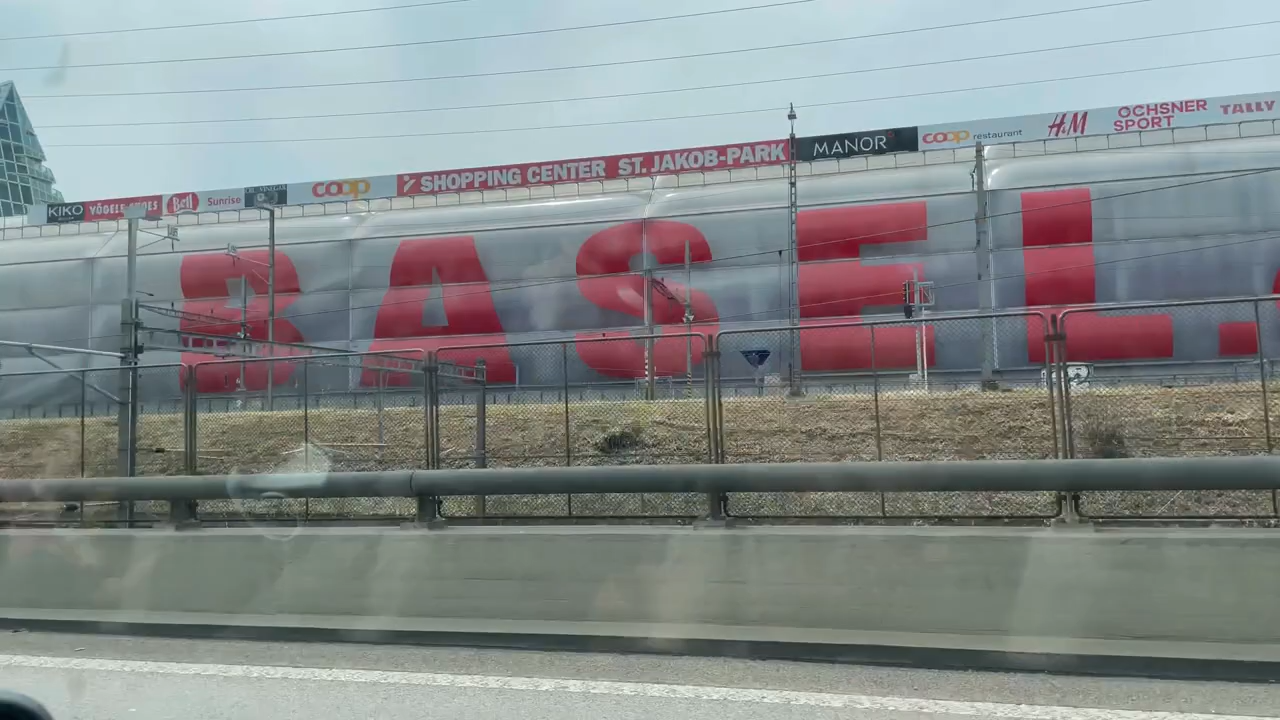 KIKO VÖGELE SHOES Bell Sunrise coop SHOPPING CENTER ST. JAKOB-PARK MANOR coop restaurant H&M OCHSNER SPORT TALLY
BASEL